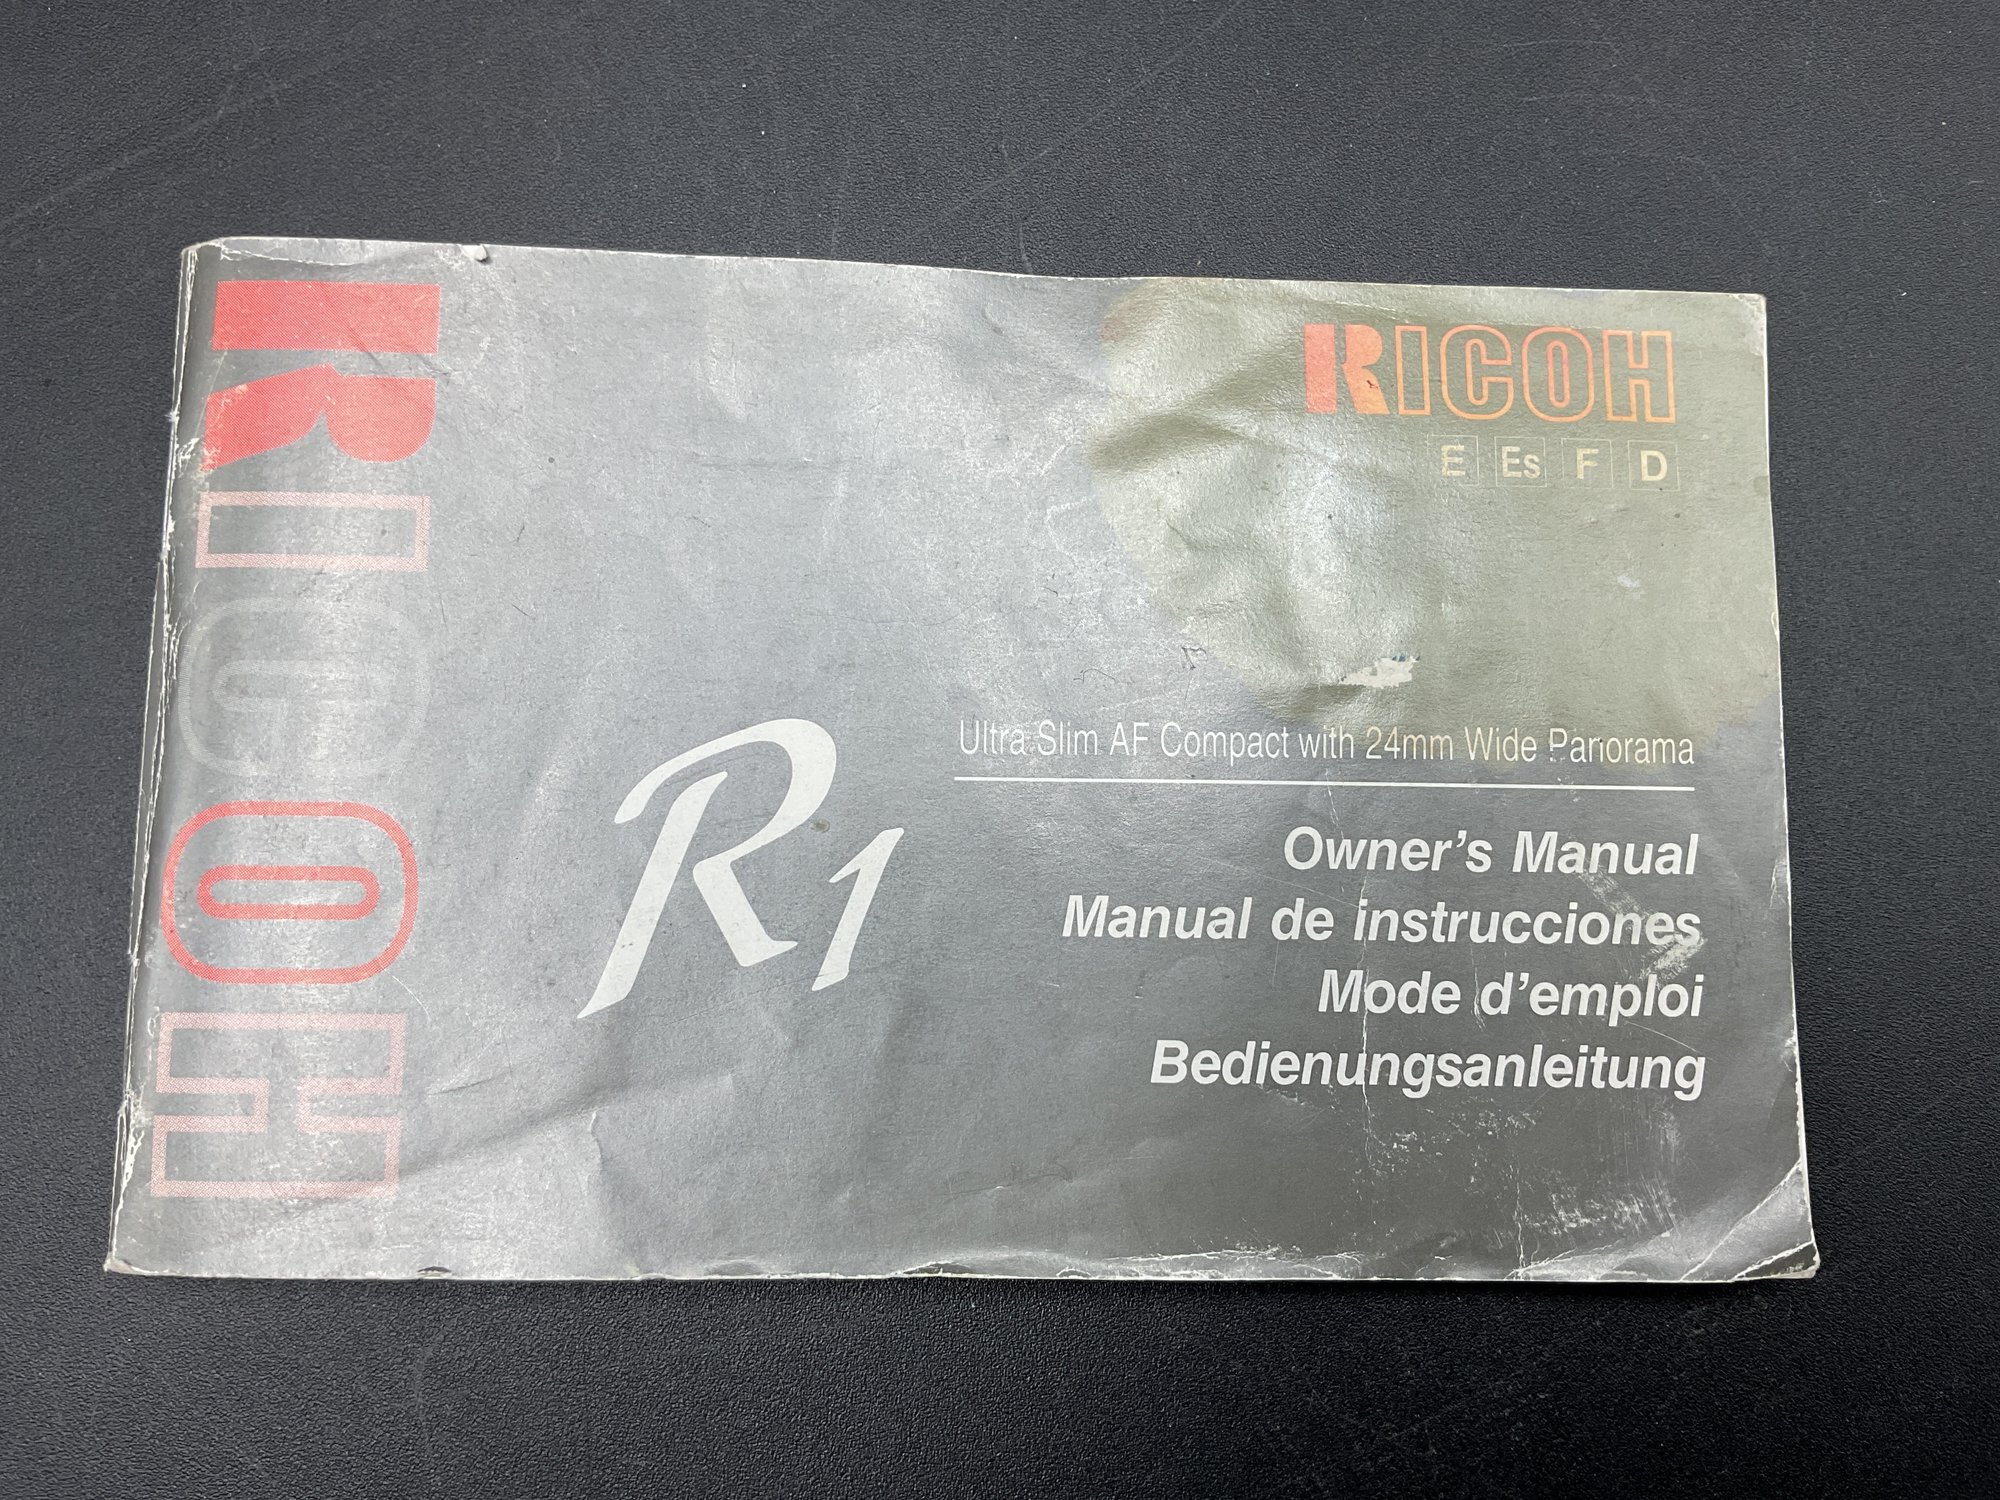 RICOH
RICOH
E Es F D
Ultra Slim AF Compact with 24mm Wide Panorama
R1
Owner's Manual
Manual de instrucciones
Mode d'emploi
Bedienungsanleitung